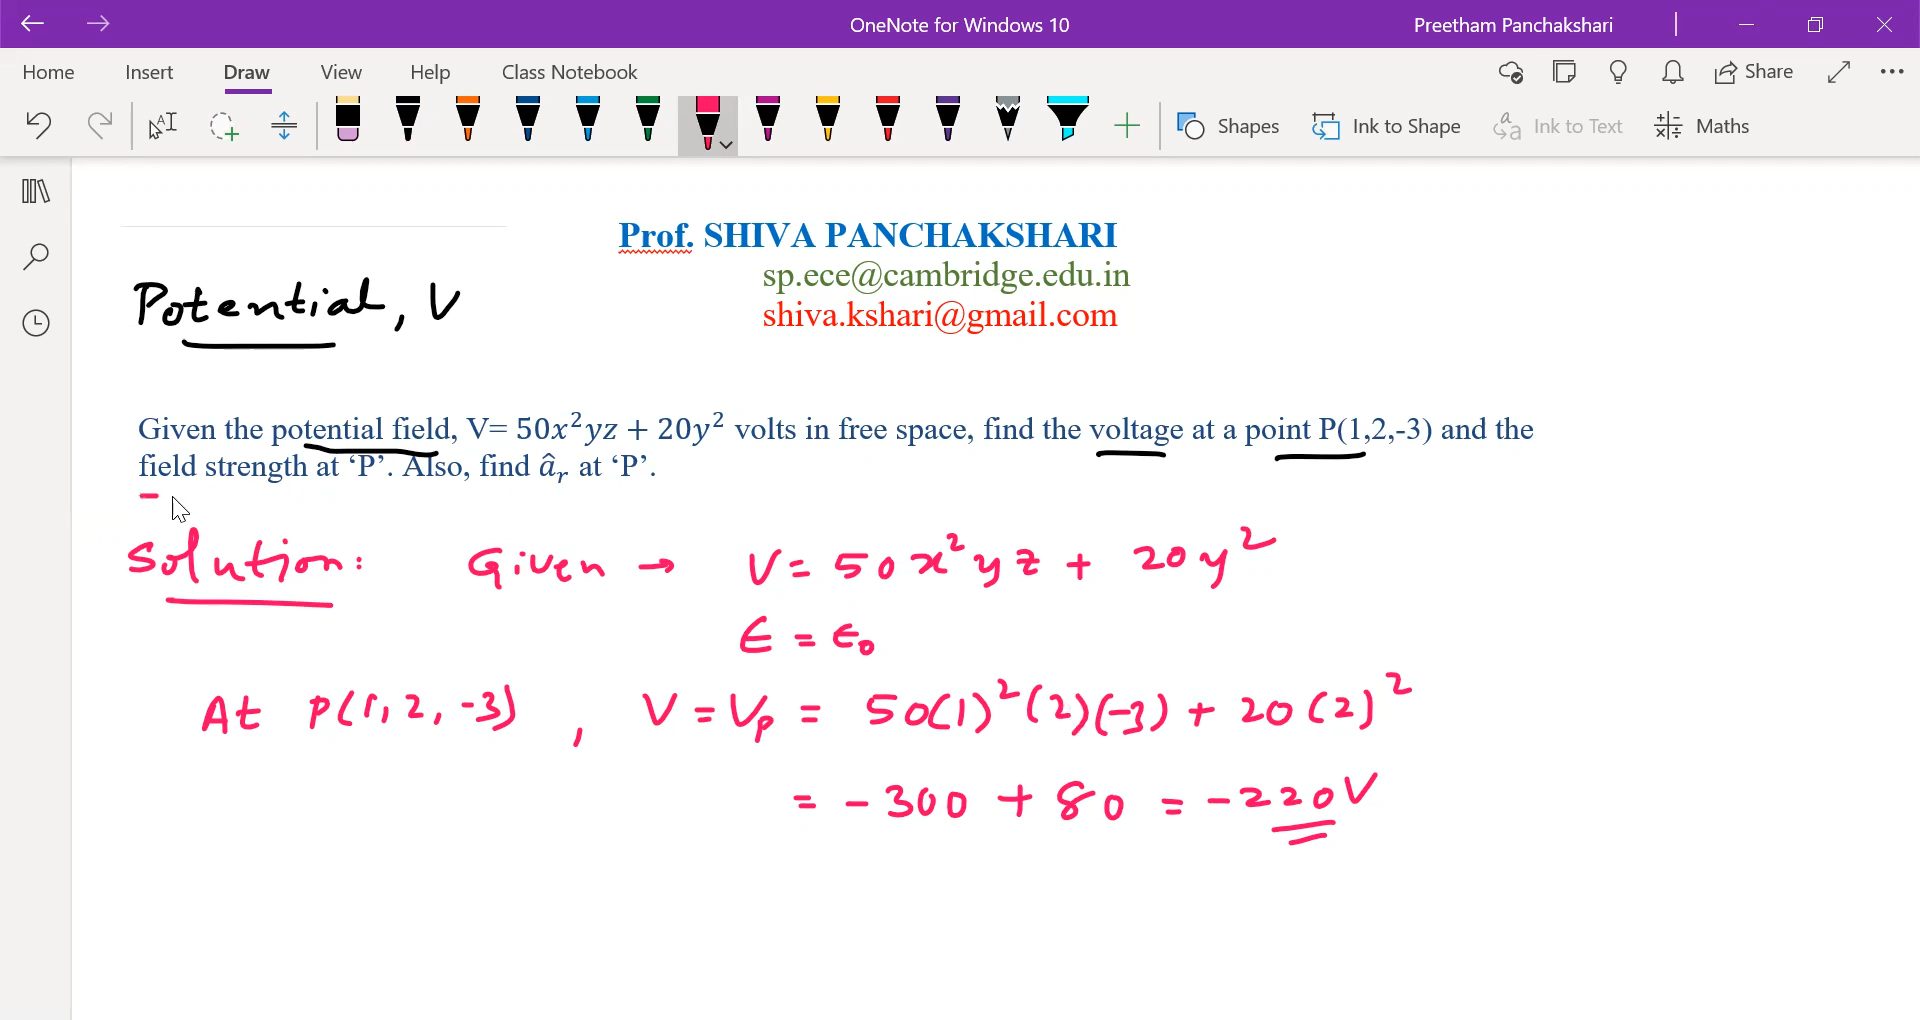 OneNote for Windows 10
Preetham Panchakshari
Home Insert Draw View Help Class Notebook Share
Shapes Ink to Shape Ink to Text Maths
Prof. SHIVA PANCHAKSHARI
sp.ece@cambridge.edu.in
shiva.kshari@gmail.com
Potential, V
Given the potential field, V= 50x²yz + 20y² volts in free space, find the voltage at a point P(1,2,-3) and the
field strength at ‘P’. Also, find âᵣ at ‘P’.
Solution: Given → V = 50x²yz + 20y²
ϵ = ϵ₀
At P(1, 2, -3), V = Vₚ = 50(1)²(2)(-3) + 20(2)²
= -300 + 80 = -220V